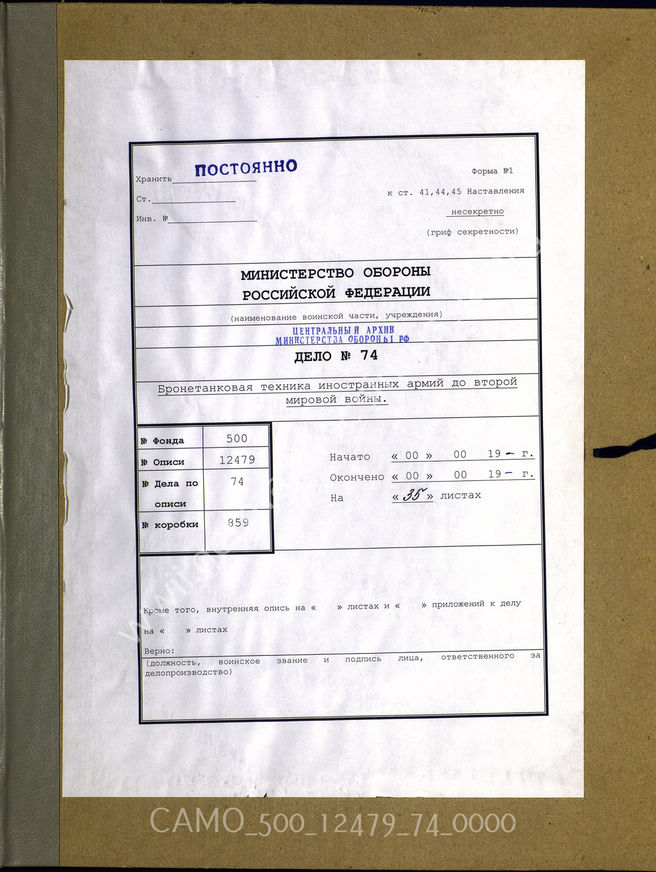 Хранить ПОСТОЯННО
Форма №1
Ст.
к ст. 41,44,45 Наставления
Инв. №
несекретно
(гриф секретности)
МИНИСТЕРСТВО ОБОРОНЫ
РОССИЙСКОЙ ФЕДЕРАЦИИ
(наименование воинской части, учреждения)
ЦЕНТРАЛЬНЫЙ АРХИВ
МИНИСТЕРСТВА ОБОРОНЫ РФ
ДЕЛО № 74
Бронетанковая техника иностранных армий до второй
мировой войны.
№ Фонда 500
№ Описи 12479
№ Дела по описи 74
№ коробки 859
Начато « 00 » 00 19 – г.
Окончено « 00 » 00 19 – г.
На « 35 » листах
Кроме того, внутренняя опись на « » листах и « » приложений к делу
на « » листах
Верно:
(должность, воинское звание и подпись лица, ответственного за
делопроизводство)
CAMO_500_12479_74_0000